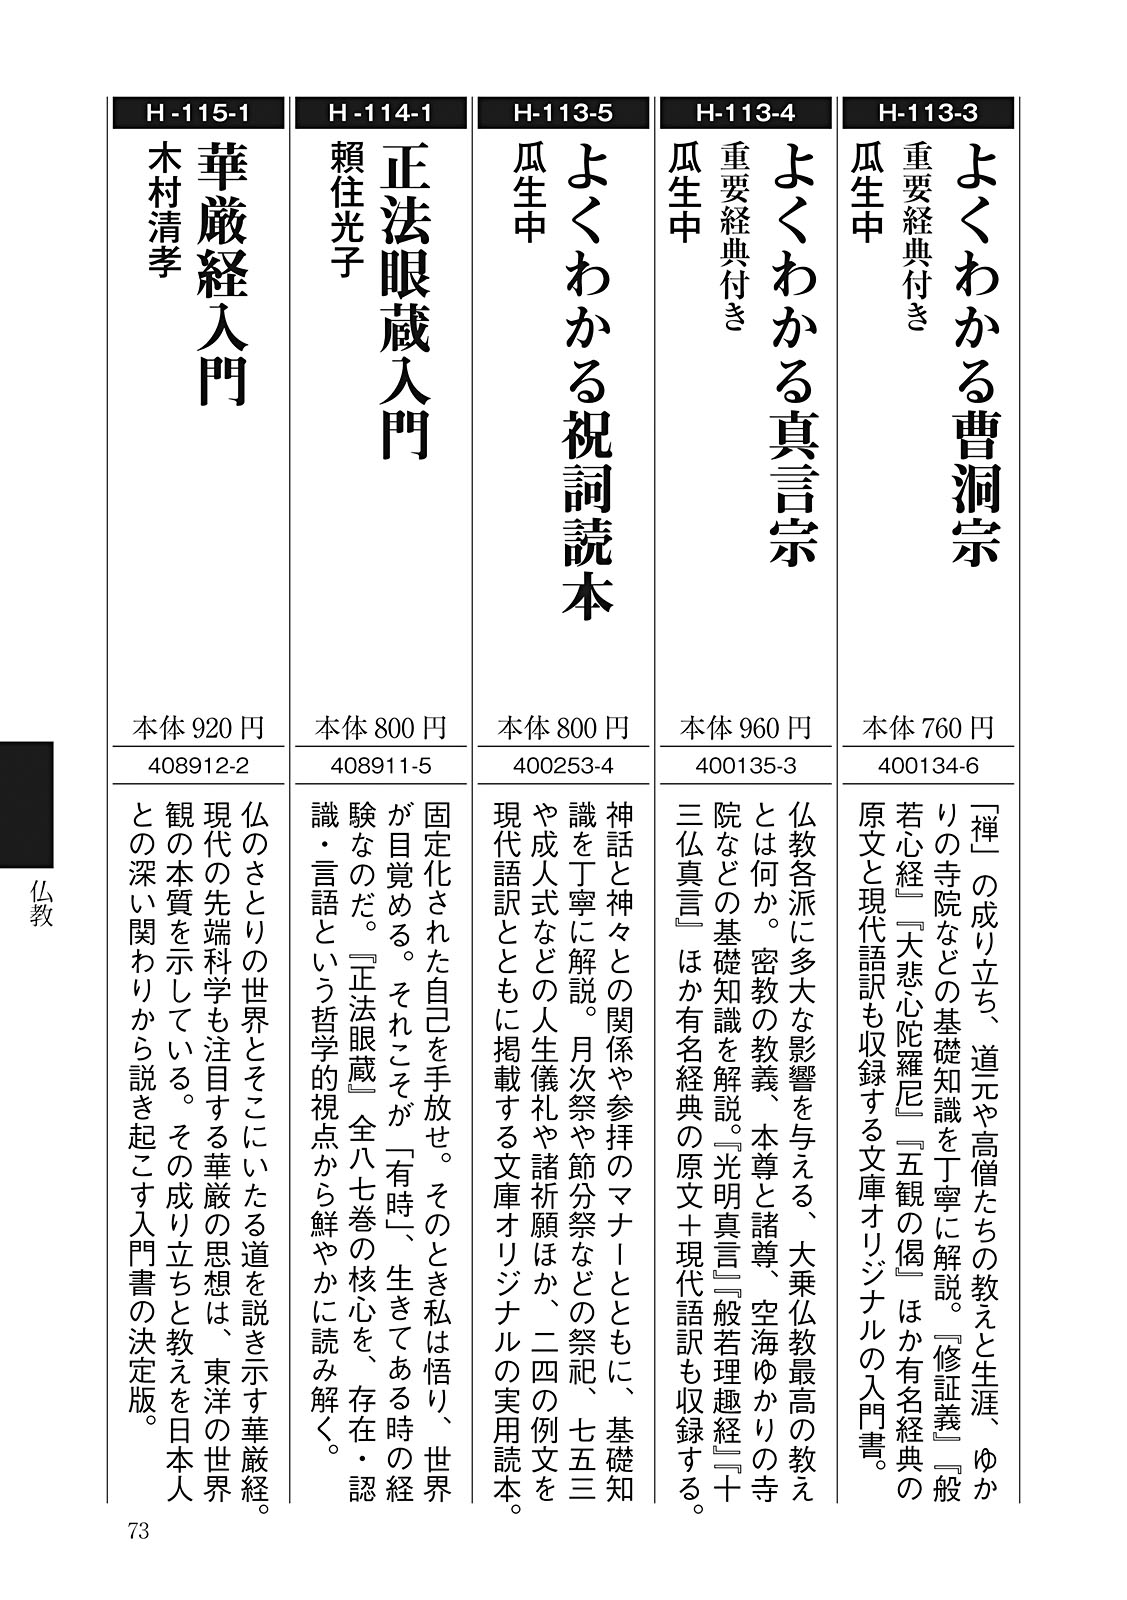 H-113-3
よくわかる曹洞宗
重要経典付き
瓜生中
本体 760 円
400134-6
「禅」の成り立ち、道元や高僧たちの教えと生涯、ゆか
りの寺院などの基礎知識を丁寧に解説。『修証義』『般
若心経』『大悲心陀羅尼』『五観の偈』ほか有名経典の
原文と現代語訳も収録する文庫オリジナルの入門書。
H-113-4
よくわかる真言宗
重要経典付き
瓜生中
本体 960 円
400135-3
仏教各派に多大な影響を与える、大乗仏教最高の教え
とは何か。密教の教義、本尊と諸尊、空海ゆかりの寺
院などの基礎知識を解説。『光明真言』『般若理趣経』『十
三仏真言』ほか有名経典の原文＋現代語訳も収録する。
H-113-5
よくわかる祝詞読本
瓜生中
本体 800 円
400253-4
神話と神々との関係や参拝のマナーとともに、基礎知
識を丁寧に解説。月次祭や節分祭などの祭祀、七五三
や成人式などの人生儀礼や諸祈願ほか、二四の例文を
現代語訳とともに掲載する文庫オリジナルの実用読本。
H-114-1
正法眼蔵入門
頼住光子
本体 800 円
408911-5
固定化された自己を手放せ。そのとき私は悟り、世界
が目覚める。それこそが「有時」、生きてある時の経
験なのだ。『正法眼蔵』全八七巻の核心を、存在・認
識・言語という哲学的視点から鮮やかに読み解く。
H-115-1
華厳経入門
木村清孝
本体 920 円
408912-2
仏のさとりの世界とそこにいたる道を説き示す華厳経。
現代の先端科学も注目する華厳の思想は、東洋の世界
観の本質を示している。その成り立ちと教えを日本人
との深い関わりから説き起こす入門書の決定版。
仏教
73